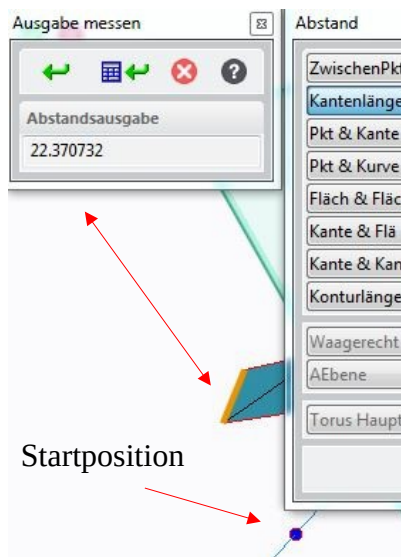 Ausgabe messen
Abstandsausgabe
22.370732
Abstand
ZwischenPkt
Kantenlänge
Pkt & Kante
Pkt & Kurve
Fläch & Fläc
Kante & Flä
Kante & Kan
Konturlänge
Waagerecht
AEbene
Torus Haupt
Startposition